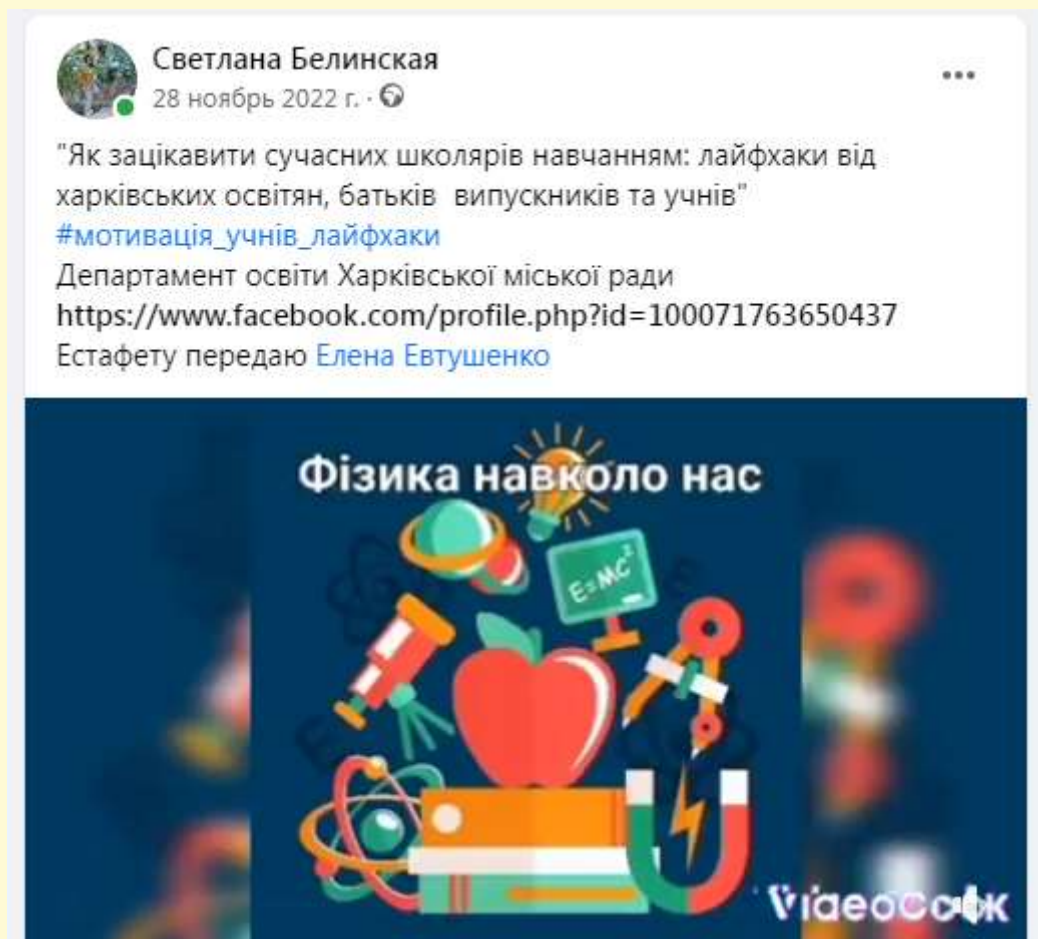 Светлана Белинская
28 ноябрь 2022 г. ·
"Як зацікавити сучасних школярів навчанням: лайфхаки від
харківських освітян, батьків  випускників та учнів"
#мотивація_учнів_лайфхаки
Департамент освіти Харківської міської ради
https://www.facebook.com/profile.php?id=100071763650437
Естафету передаю Елена Евтушенко
Фізика навколо нас
E=MC²